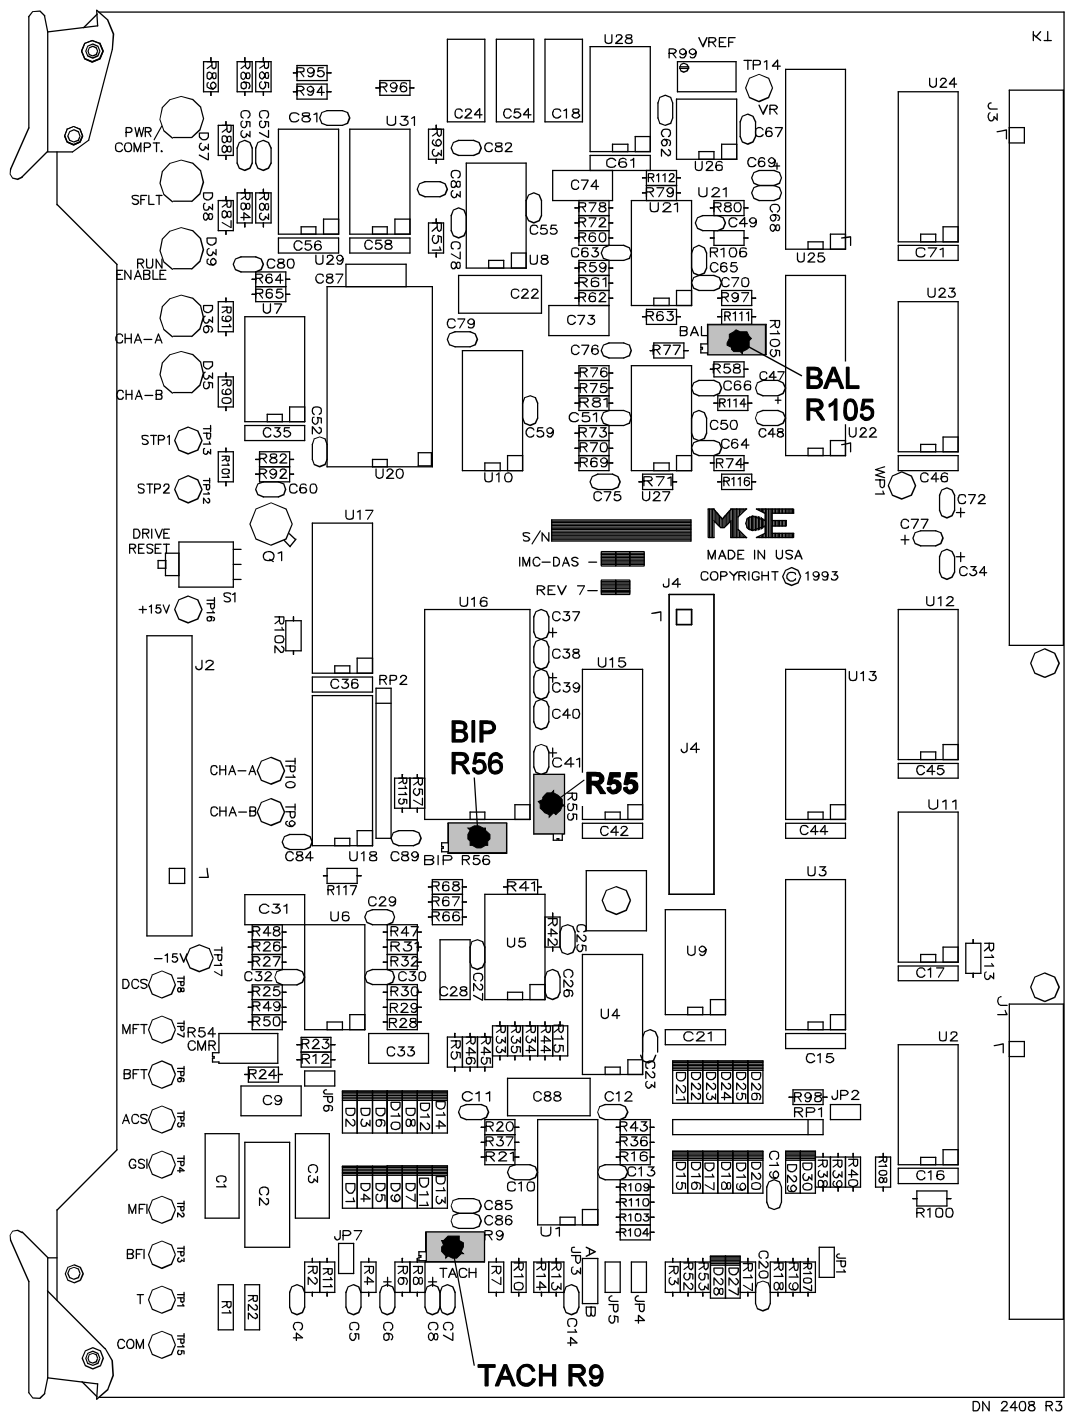 KT
U28
R99
VREF
TP14
VR
R89
R86
R85
R95
R94
R96
C24
C54
C18
U24
J3
C81
U31
R93
C82
C62
C67
U26
PWR
COMPT.
D37
R88
C53
C57
C61
C69
SFLT
D38
R87
R84
R83
C83
C74
R112
R79
U21
U21
C68
R78
R80
R72
C49
R60
R106
RUN
ENABLE
D39
C56
C58
R51
C78
C55
U8
C63
C65
U25
C71
U29
C80
C87
R59
R61
C70
R64
R65
C22
R62
R97
U7
U23
CHA-A
D36
R91
C79
C73
R63
R111
BAL
R105
C76
R77
CHA-B
D35
R90
R76
R58
BAL
R105
R75
C66
C47
R81
R114
C51
C50
C48
C59
C35
C52
R73
R70
C64
U22
STP1
TP13
R101
R82
R92
R69
R74
U20
U10
C46
STP2
TP12
C60
C75
R71
U27
R116
WP1
C72
U17
Q1
S/N
MCE
C77
DRIVE
RESET
IMC-DAS -
MADE IN USA
COPYRIGHT © 1993
C34
S1
REV 7-
J4
+15V
TP16
R102
U16
C37
U12
J2
C38
U15
C36
RP2
C39
U13
C40
BIP
R56
CHA-A
TP10
C41
J4
C45
R55
R115
R57
R55
CHA-B
TP9
U11
C42
C44
C84
U18
C89
BIP R56
R117
R68
R41
U3
R67
C31
U6
C29
R66
R48
R47
R42
R26
R31
U5
C25
U9
R27
R32
-15V
TP17
C32
C30
C28
C27
C26
C17
R113
DCS
TP8
R25
R30
R49
R29
J1
R50
R28
U4
MFT
TP7
R54
CMR
R23
R12
C33
R5
R46
R45
R33
R35
R34
R44
R15
C23
C21
C15
U2
BFT
TP6
R24
JP6
D21
D22
D23
D24
D25
D26
C9
C88
R98
JP2
D2
D3
D6
D10
D8
D12
D14
C11
C12
RP1
ACS
TP5
R20
R43
R37
R36
R21
R16
GSI
TP4
C1
C2
C3
D1
D4
D5
D9
D7
D11
D13
C10
C13
D15
D16
D17
D18
D19
D20
C19
D29
D30
R38
R39
R40
R108
C16
R109
R110
R100
MFI
TP2
C85
C86
R103
U1
R104
R9
BFI
TP3
JP7
TACH
JP3
A
B
JP1
R2
R11
R4
R6
R8
R7
R10
R14
R13
JP5
JP4
R3
R52
R53
D28
D27
R17
C20
R18
R19
R107
T
TP1
R1
R22
C4
C5
C6
C8
C7
C14
COM
TP15
TACH R9
DN 2408 R3